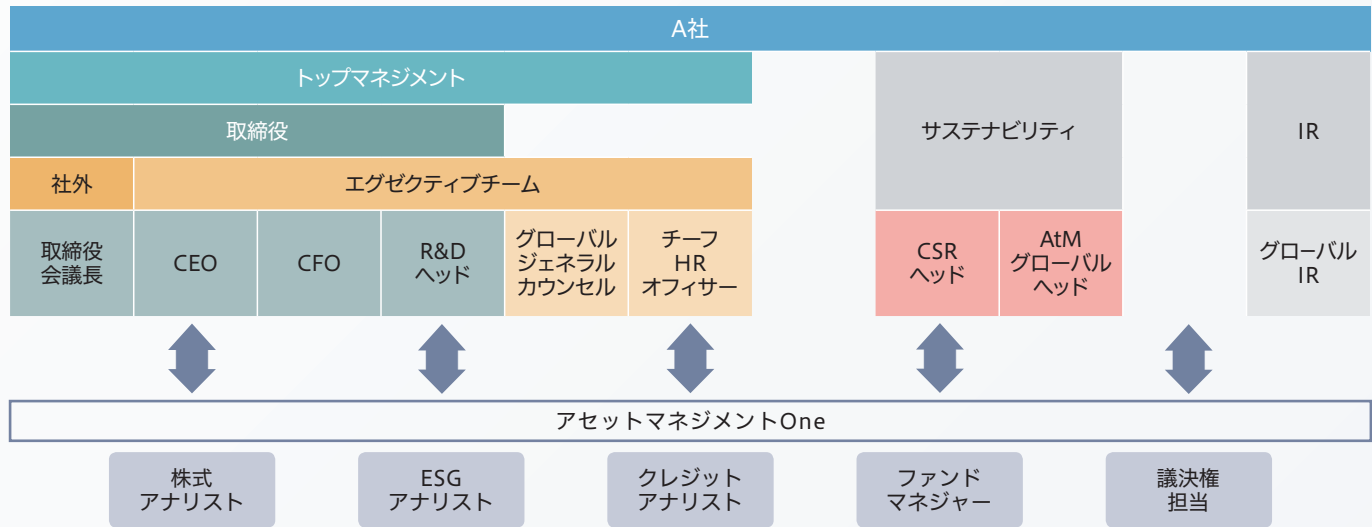 A社
トップマネジメント
取締役
サステナビリティ
IR
社外
エグゼクティブチーム
取締役
会議長
CEO
CFO
R&D
ヘッド
グローバル
ジェネラル
カウンセル
チーフ
HR
オフィサー
CSR
ヘッド
AtM
グローバル
ヘッド
グローバル
IR
アセットマネジメントOne
株式
アナリスト
ESG
アナリスト
クレジット
アナリスト
ファンド
マネジャー
議決権
担当